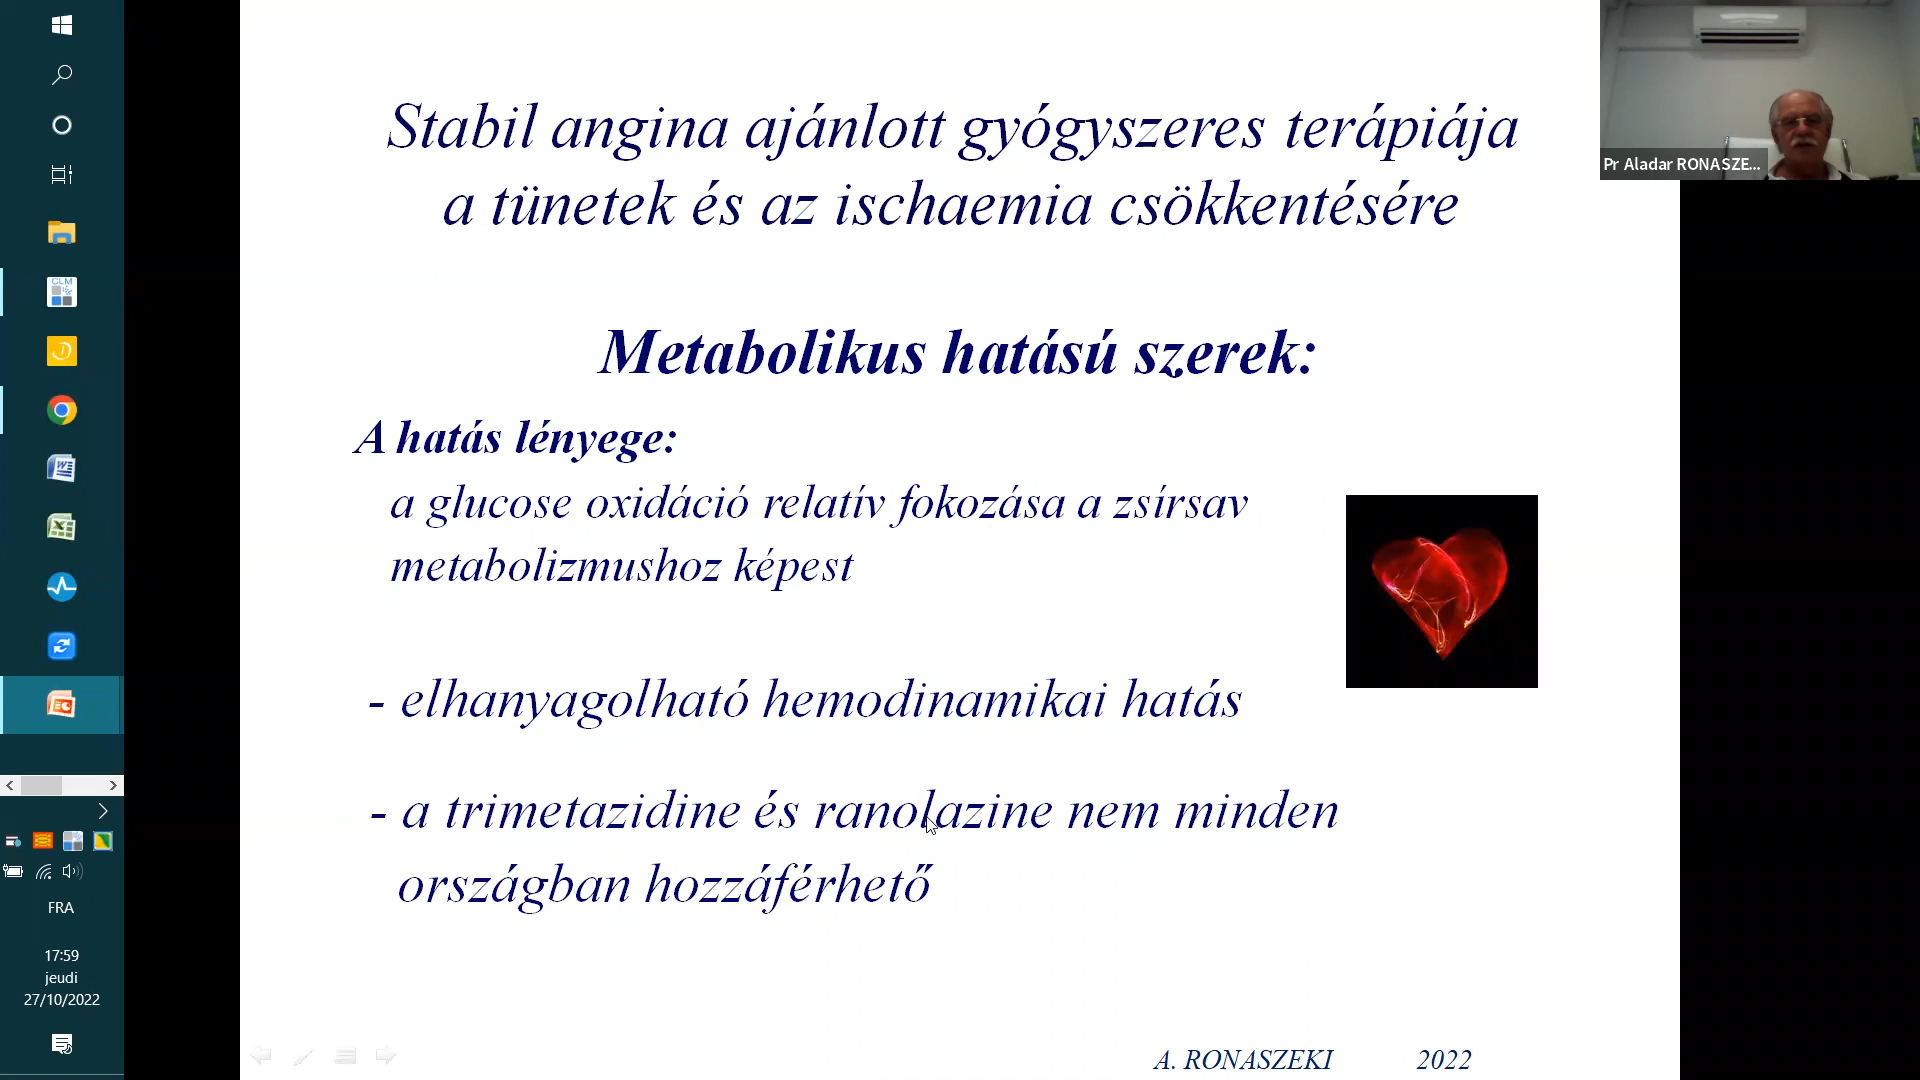 Stabil angina ajánlott gyógyszeres terápiája
a tünetek és az ischaemia csökkentésére
Metabolikus hatású szerek:
A hatás lényege:
a glucose oxidáció relatív fokozása a zsírsav
metabolizmushoz képest
- elhanyagolható hemodinamikai hatás
- a trimetazidine és ranolazine nem minden
országban hozzáférhető
A. RONASZEKI 2022
Pr Aladar RONASZE...
CLM
FRA
17:59
jeudi
27/10/2022